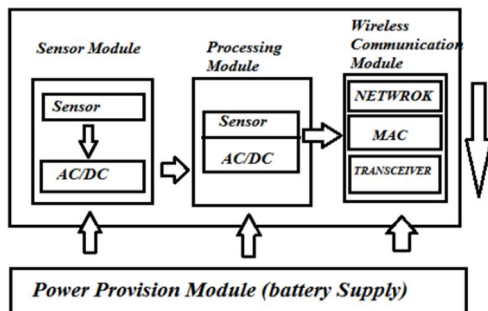 Sensor Module
Processing
Module
Wireless
Communication
Module
Sensor
AC/DC
Sensor
AC/DC
NETWROK
MAC
TRANSCEIVER
Power Provision Module (battery Supply)